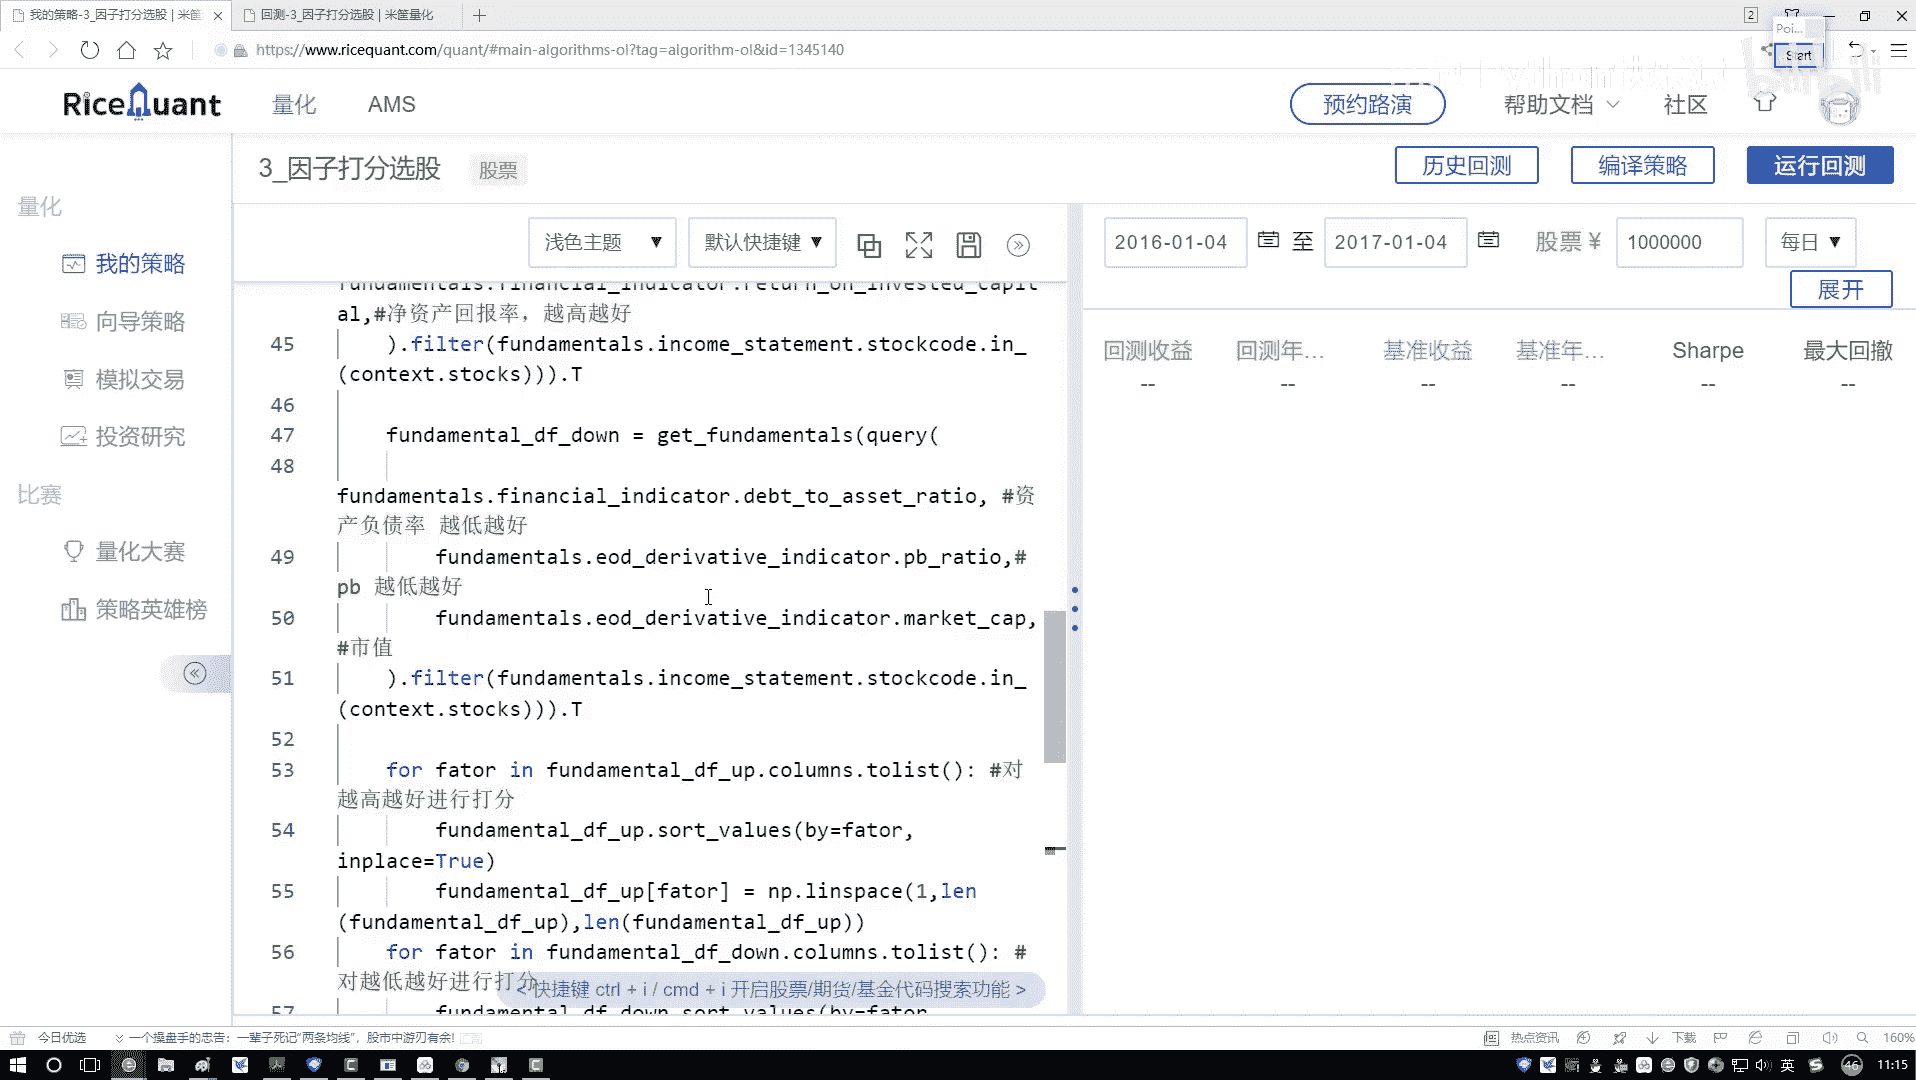 我的策略-3_因子打分选股 | 米筐
回测-3_因子打分选股 | 米筐量化
2
https://www.ricequant.com/quant/#main-algorithms-ol?tag=algorithm-ol&id=1345140
Poi...
Start
RiceQuant
量化
AMS
预约路演
帮助文档
社区
3_因子打分选股
股票
历史回测
编译策略
运行回测
量化
我的策略
向导策略
模拟交易
投资研究
比赛
量化大赛
策略英雄榜
浅色主题
默认快捷键
2016-01-04
至
2017-01-04
股票 ¥
1000000
每日
展开
回测收益
回测年...
基准收益
基准年...
Sharpe
最大回撤
--
--
--
--
--
--
fundamentals.financial_indicator.return_on_invested_capit
al,#净资产回报率，越高越好
45 ).filter(fundamentals.income_statement.stockcode.in_
(context.stocks))).T
46
47 fundamental_df_down = get_fundamentals(query(
48
fundamentals.financial_indicator.debt_to_asset_ratio, #资
产负债率 越低越好
49 fundamentals.eod_derivative_indicator.pb_ratio,#
pb 越低越好
50 fundamentals.eod_derivative_indicator.market_cap,
#市值
51 ).filter(fundamentals.income_statement.stockcode.in_
(context.stocks))).T
52
53 for fator in fundamental_df_up.columns.tolist(): #对
越高越好进行打分
54 fundamental_df_up.sort_values(by=fator,
inplace=True)
55 fundamental_df_up[fator] = np.linspace(1,len
(fundamental_df_up),len(fundamental_df_up))
56 for fator in fundamental_df_down.columns.tolist(): #
对越低越好进行打分
57 fundamental_df_down.sort_values(by=fator,
<快捷键 ctrl + i / cmd + i 开启股票/期货/基金代码搜索功能 >
今日优选
一个操盘手的忠告：一辈子死记“两条均线”，股市中游刃有余!
热点资讯
下载
160%
英
46
11:15